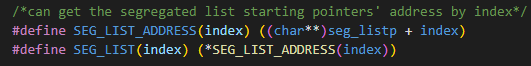 /*can get the segregated list starting pointers' address by index*/
#define SEG_LIST_ADDRESS(index) ((char**)seg_listp + index)
#define SEG_LIST(index) (*SEG_LIST_ADDRESS(index))